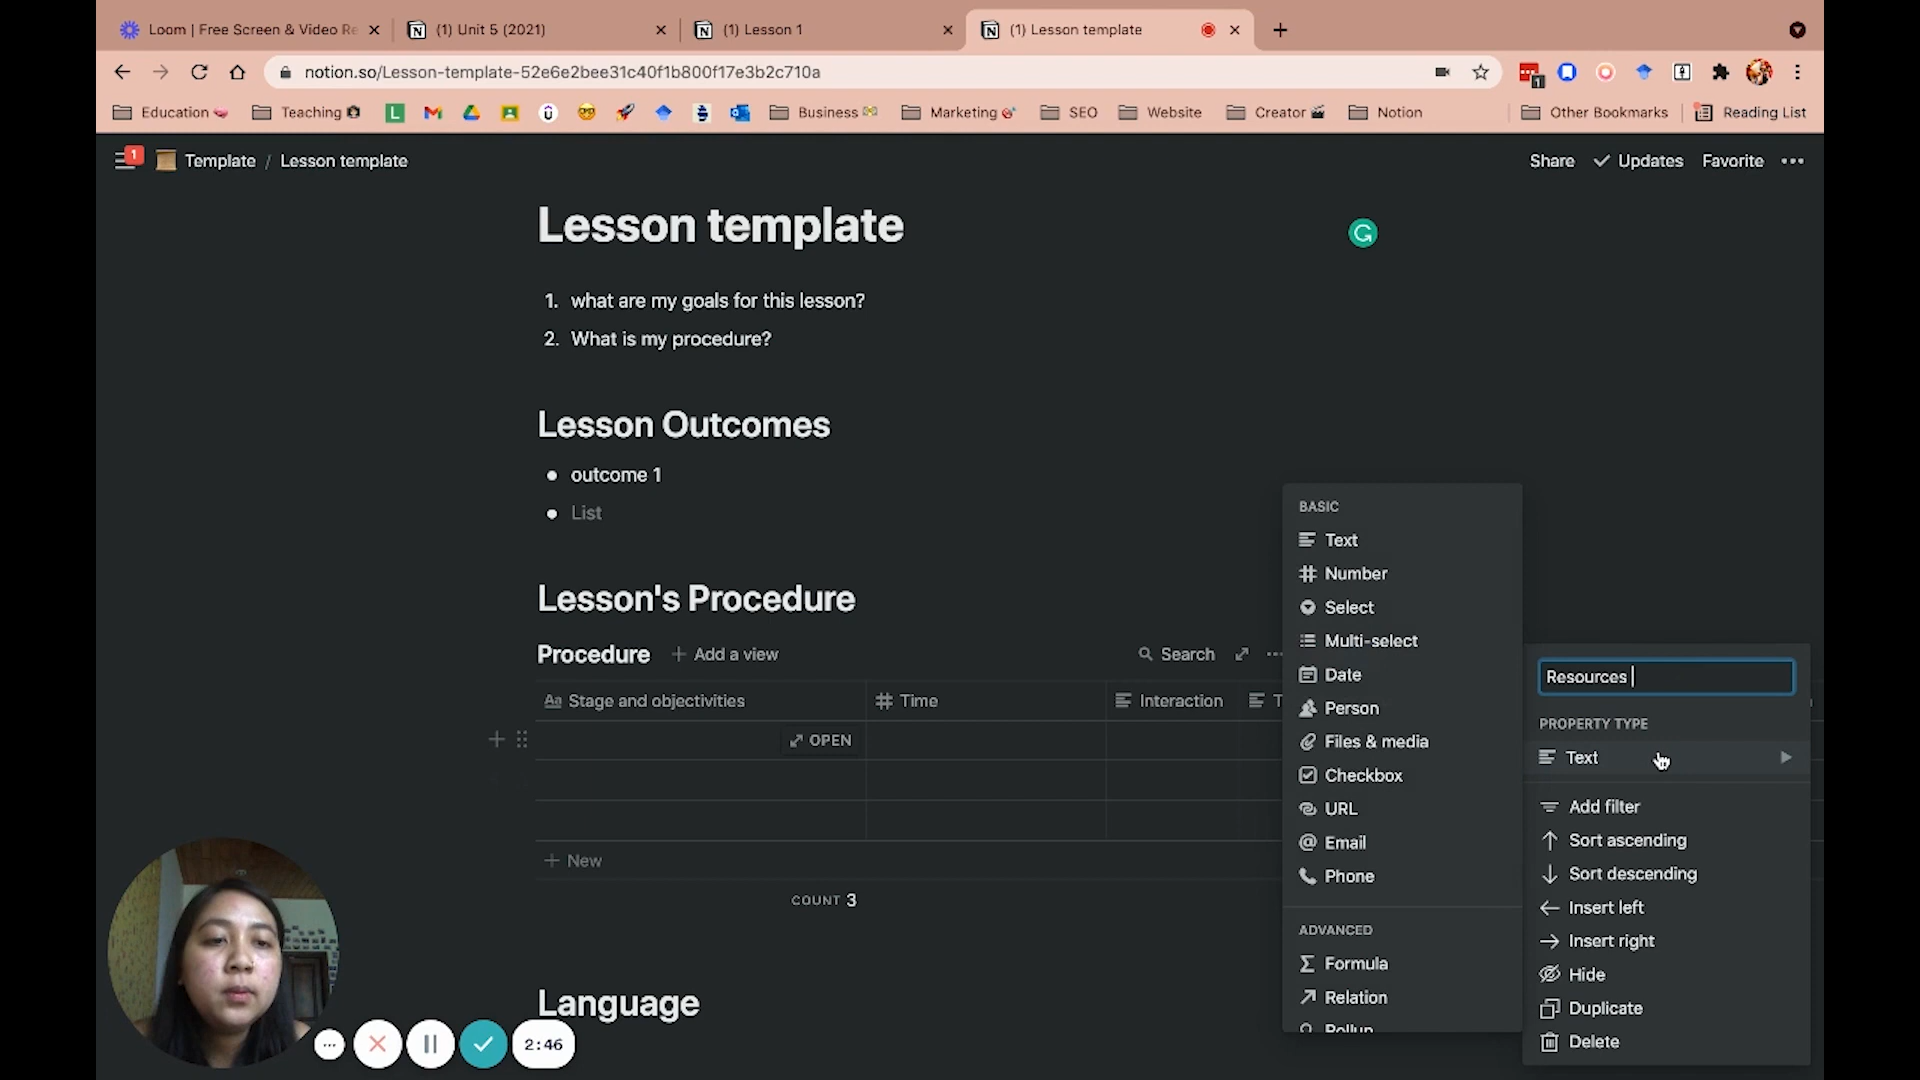 Loom | Free Screen & Video Re
(1) Unit 5 (2021)
(1) Lesson 1
(1) Lesson template
notion.so/Lesson-template-52e6e2bee31c40f1b800f17e3b2c710a
1
Education
Teaching
L
Business
Marketing
SEO
Website
Creator
Notion
Other Bookmarks
Reading List
1
Template / Lesson template
Share
Updates
Favorite
Lesson template
1. what are my goals for this lesson?
2. What is my procedure?
Lesson Outcomes
outcome 1
List
Lesson's Procedure
Procedure
+ Add a view
Search
Aa Stage and objectivities
# Time
Interaction
T
OPEN
+ New
COUNT 3
Language
2:46
BASIC
Text
Number
Select
Multi-select
Date
Person
Files & media
Checkbox
URL
Email
Phone
ADVANCED
Formula
Relation
Rollup
Resources
PROPERTY TYPE
Text
Add filter
Sort ascending
Sort descending
Insert left
Insert right
Hide
Duplicate
Delete